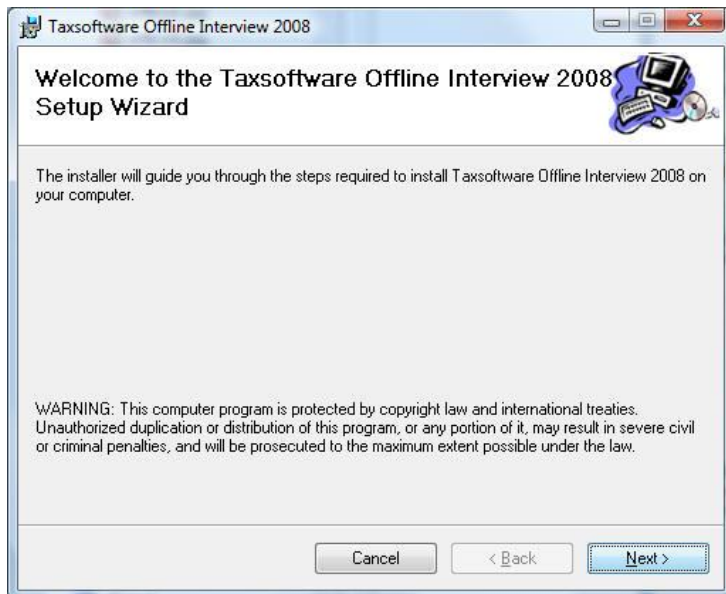 Taxsoftware Offline Interview 2008
Welcome to the Taxsoftware Offline Interview 2008
Setup Wizard
The installer will guide you through the steps required to install Taxsoftware Offline Interview 2008 on
your computer.
WARNING: This computer program is protected by copyright law and international treaties.
Unauthorized duplication or distribution of this program, or any portion of it, may result in severe civil
or criminal penalties, and will be prosecuted to the maximum extent possible under the law.
Cancel
< Back
Next >